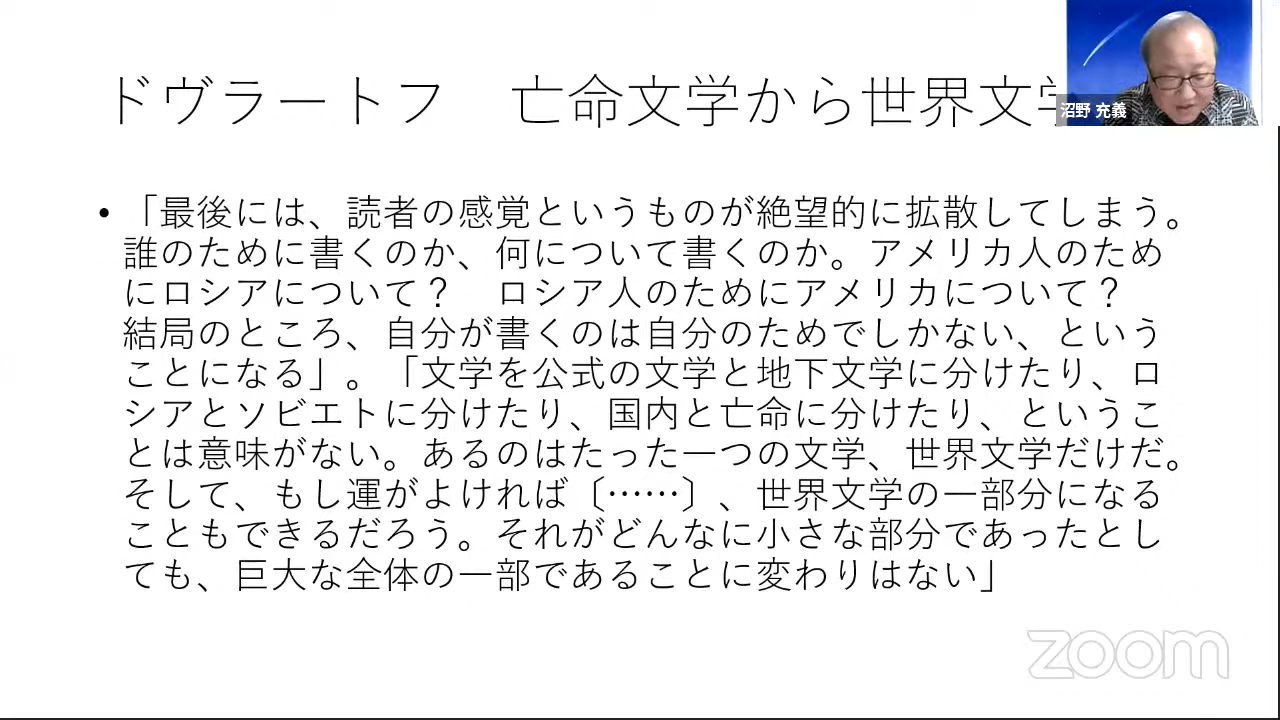 ドヴラートフ　亡命文学から世界文学
沼野 充義
• 「最後には、読者の感覚というものが絶望的に拡散してしまう。
誰のために書くのか、何について書くのか。アメリカ人のため
にロシアについて？　ロシア人のためにアメリカについて？
結局のところ、自分が書くのは自分のためでしかない、という
ことになる」。「文学を公式の文学と地下文学に分けたり、ロ
シアとソビエトに分けたり、国内と亡命に分けたり、というこ
とは意味がない。あるのはたった一つの文学、世界文学だけだ。
そして、もし運がよければ〔……〕、世界文学の一部分になる
こともできるだろう。それがどんなに小さな部分であったとし
ても、巨大な全体の一部であることに変わりはない」
zoom